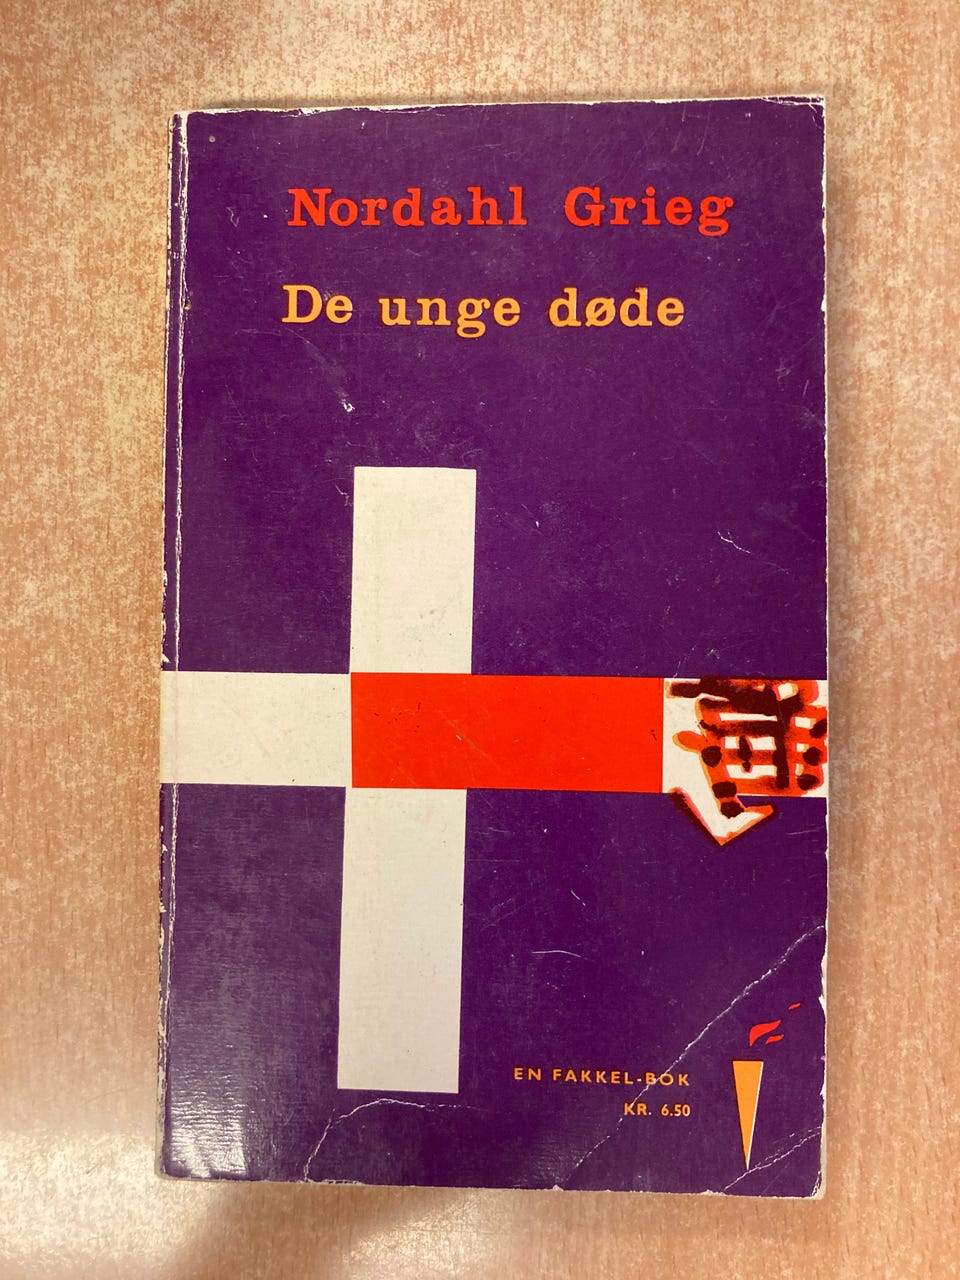 Nordahl Grieg
De unge døde
EN FAKKEL-BOK
KR. 6.50